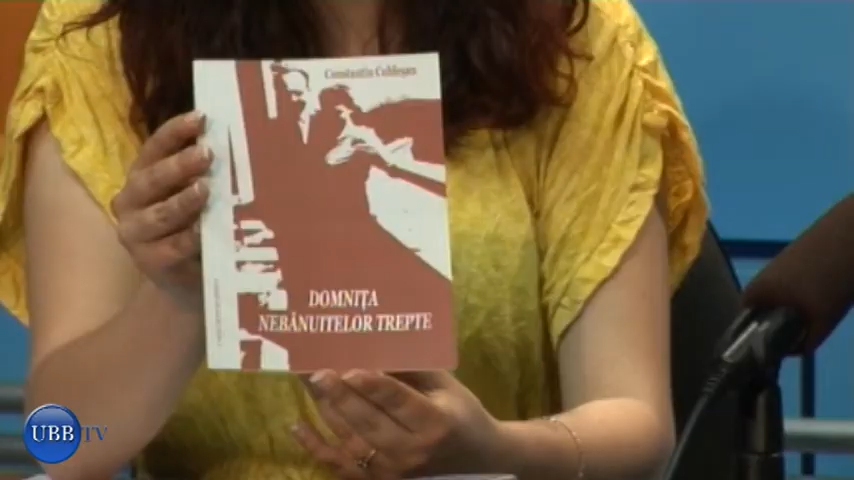 Constantin Cubleșan
DOMNIȚA
NEBĂNUITELOR TREPTE
UBB TV